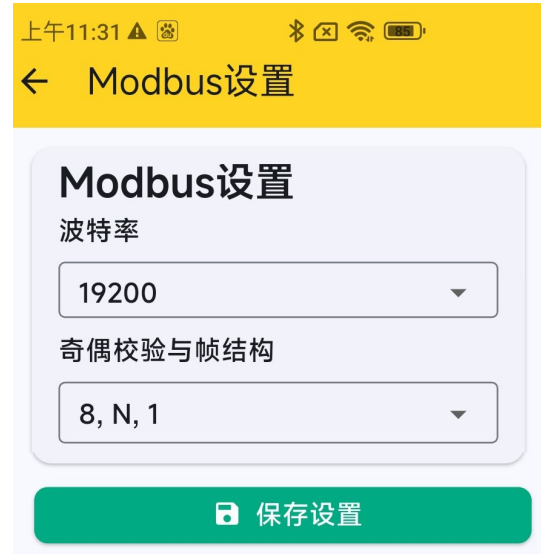 上午11:31
85
Modbus设置
Modbus设置
波特率
19200
奇偶校验与帧结构
8, N, 1
保存设置